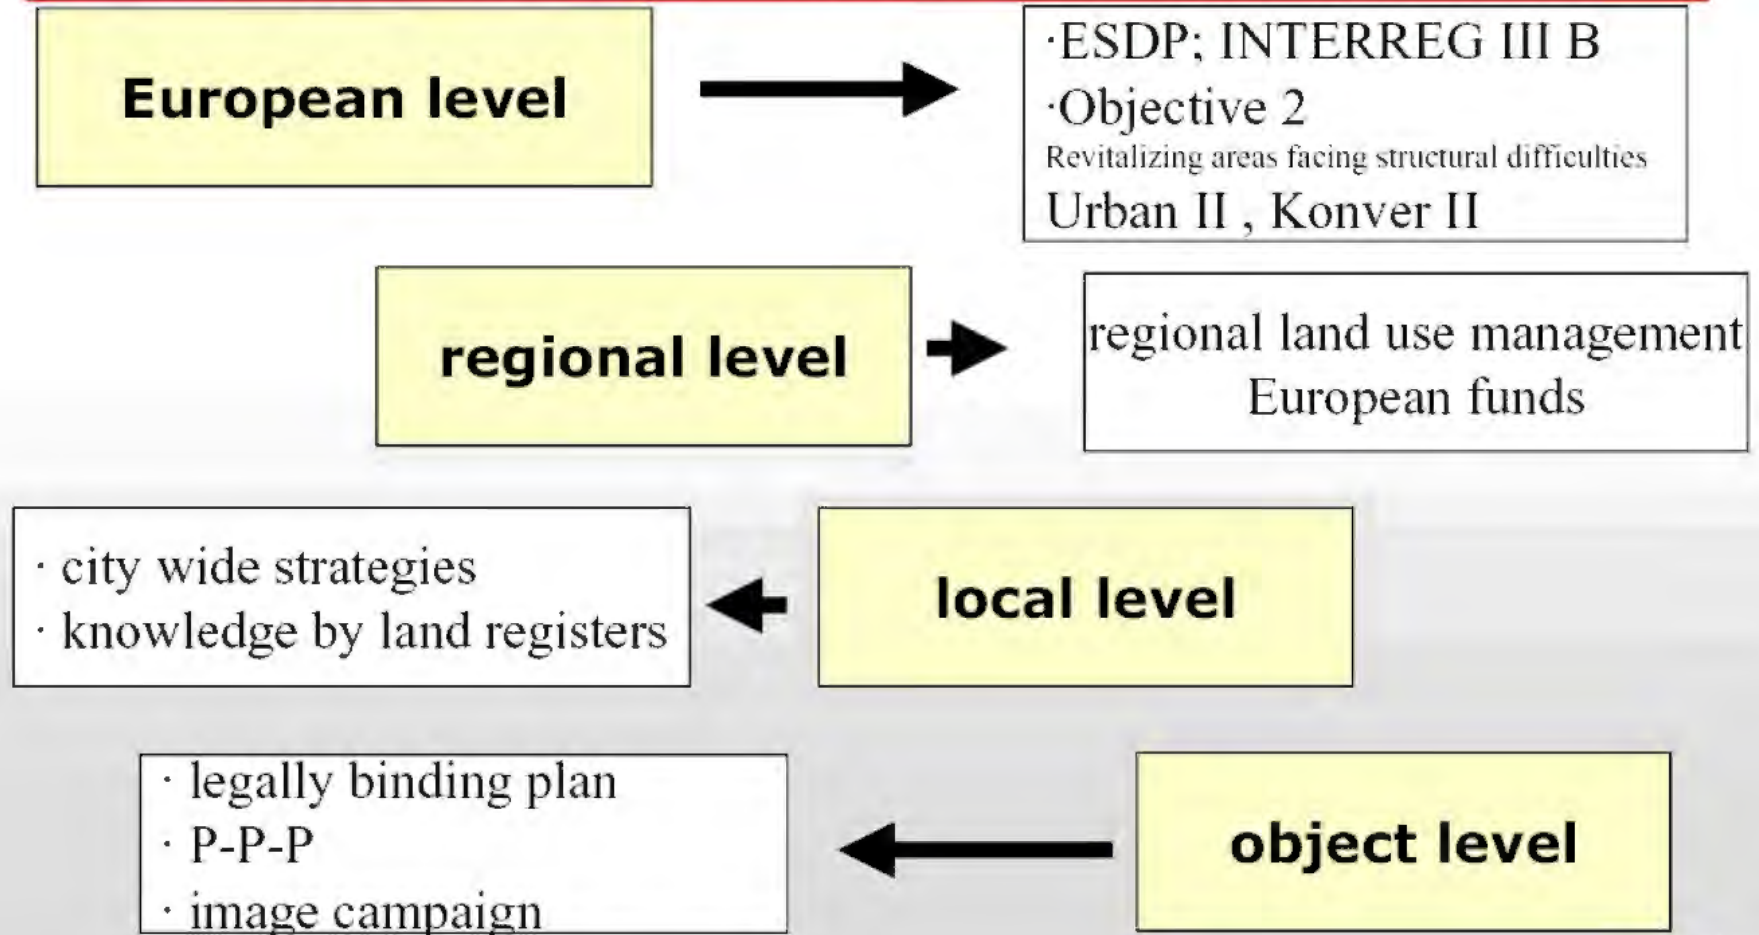 European level
·ESDP; INTERREG III B
·Objective 2
Revitalizing areas facing structural difficulties
Urban II , Konver II
regional level
regional land use management
European funds
· city wide strategies
· knowledge by land registers
local level
· legally binding plan
· P-P-P
· image campaign
object level